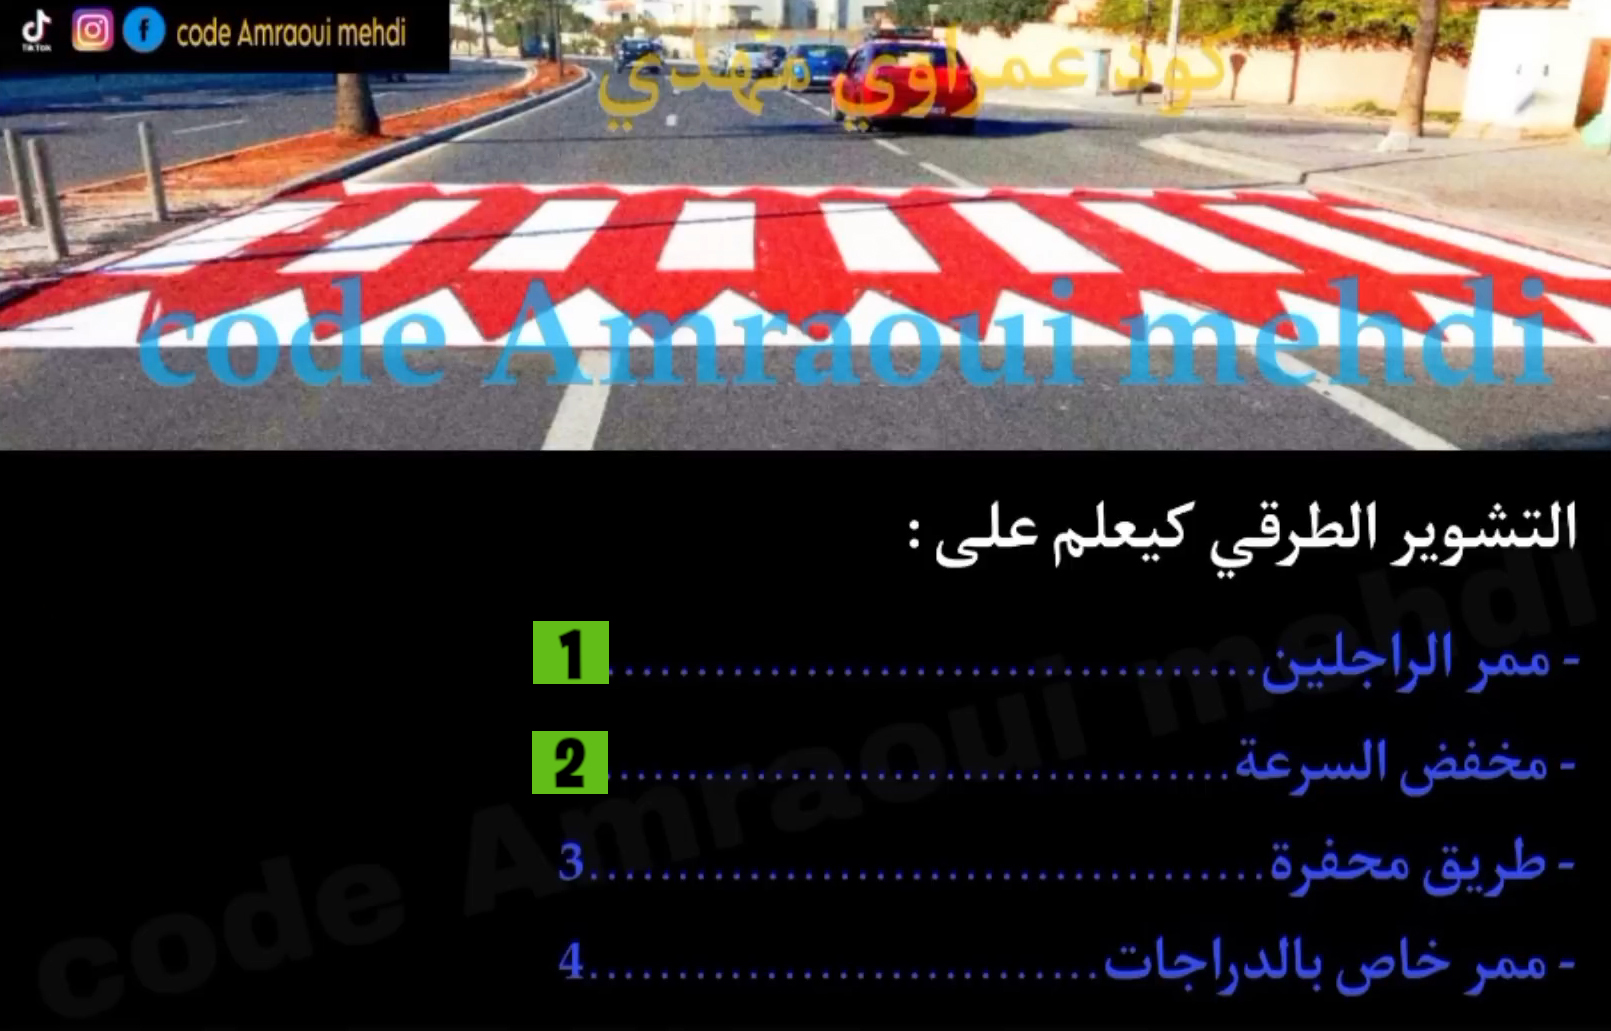 TikTok
code Amraoui mehdi
كود عمراوي مهدي
code Amraoui mehdi
التشوير الطرقي كيعلم على :
- ممر الراجلين................................ 1
- مخفض السرعة................................ 2
- طريق محفرة..................................3
- ممر خاص بالدراجات..........................4
code Amraoui mehdi